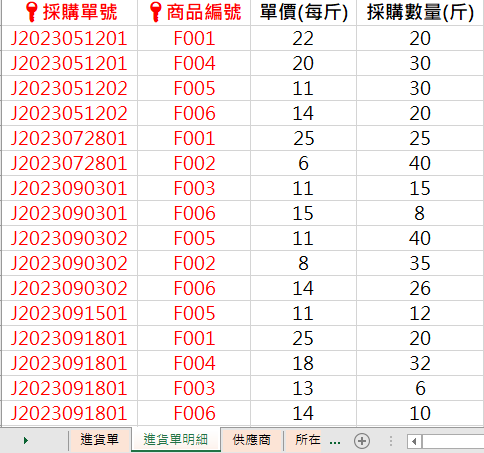 採購單號 商品編號 單價(每斤) 採購數量(斤)
J2023051201 F001 22 20
J2023051201 F004 20 30
J2023051202 F005 11 30
J2023051202 F006 14 20
J2023072801 F001 25 25
J2023072801 F002 6 40
J2023090301 F003 11 15
J2023090301 F006 15 8
J2023090302 F005 11 40
J2023090302 F002 8 35
J2023090302 F006 14 26
J2023091501 F005 11 12
J2023091801 F001 25 20
J2023091801 F004 18 32
J2023091801 F003 13 6
J2023091801 F006 14 10
進貨單 進貨單明細 供應商 所在 ...